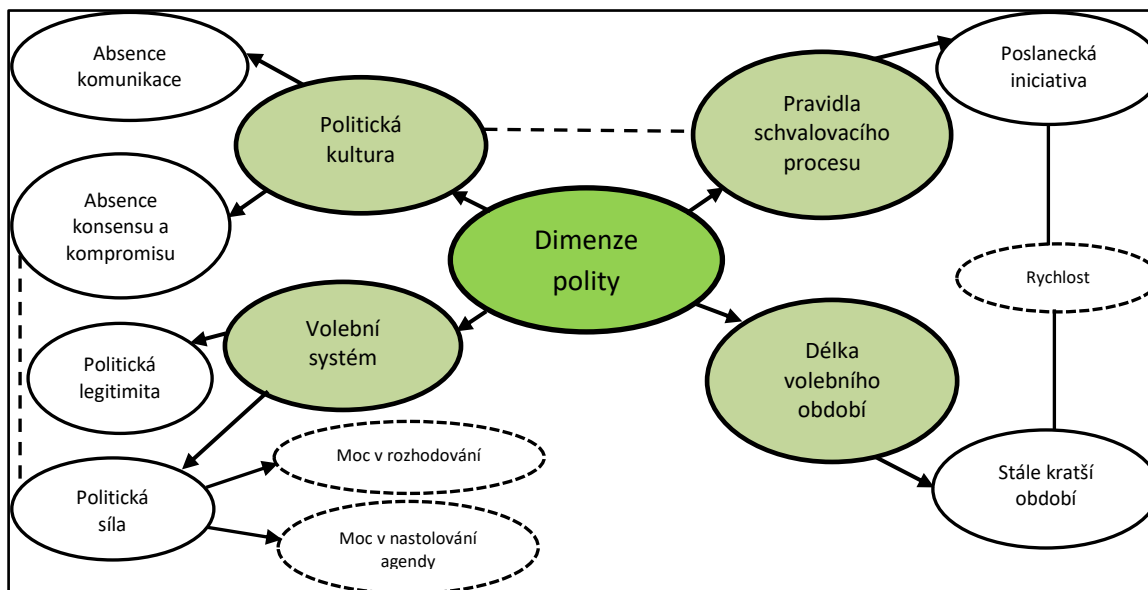 Absence
komunikace
Politická
kultura
Pravidla
schvalovacího
procesu
Poslanecká
iniciativa
Absence
konsensu a
kompromisu
Dimenze
polity
Rychlost
Volební
systém
Politická
legitimita
Délka
volebního
období
Moc v rozhodování
Politická
síla
Moc v nastolování
agendy
Stále kratší
období